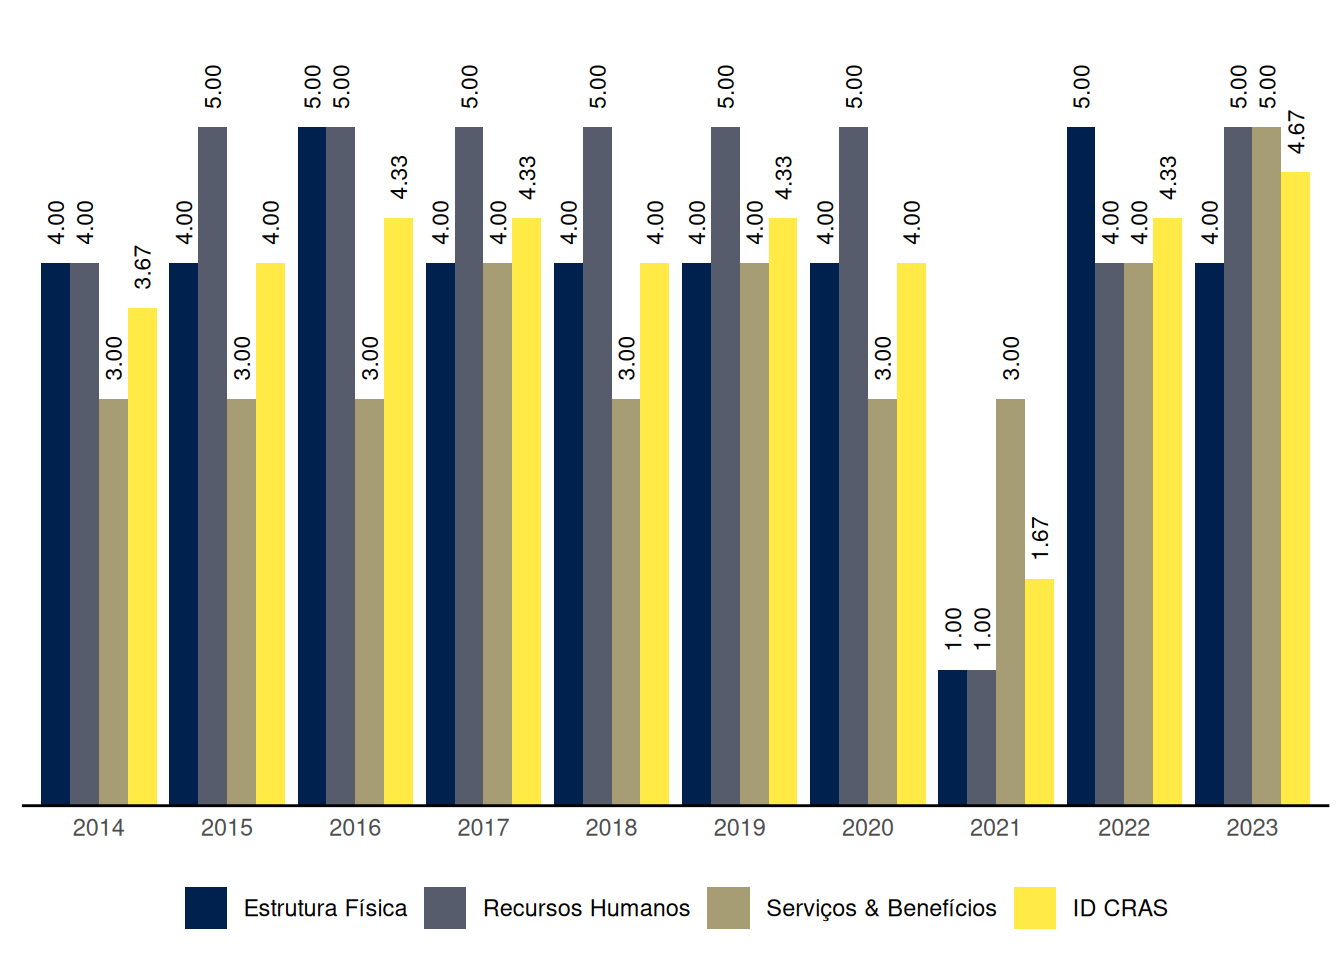 4.00 4.00 3.00 3.67
4.00 5.00 3.00 4.00
5.00 5.00 3.00 4.33
4.00 5.00 4.00 4.33
4.00 5.00 3.00 4.00
4.00 5.00 4.00 4.33
4.00 5.00 3.00 4.00
1.00 1.00 3.00 1.67
5.00 4.00 4.00 4.33
4.00 5.00 5.00 4.67
2014 2015 2016 2017 2018 2019 2020 2021 2022 2023
Estrutura Física Recursos Humanos Serviços & Benefícios ID CRAS